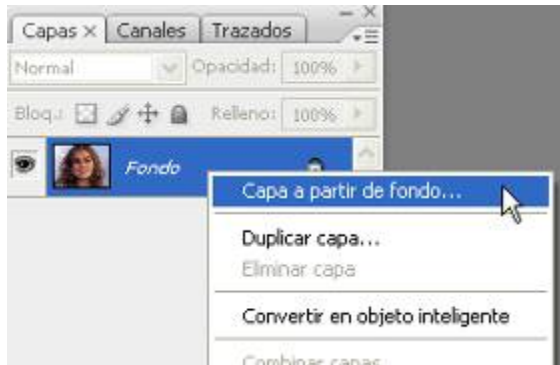 Capas × Canales Trazados
Normal Opacidad: 100%
Bloq.: Relleno: 100%
Fondo
Capa a partir de fondo...
Duplicar capa...
Eliminar capa
Convertir en objeto inteligente
Combinar capas